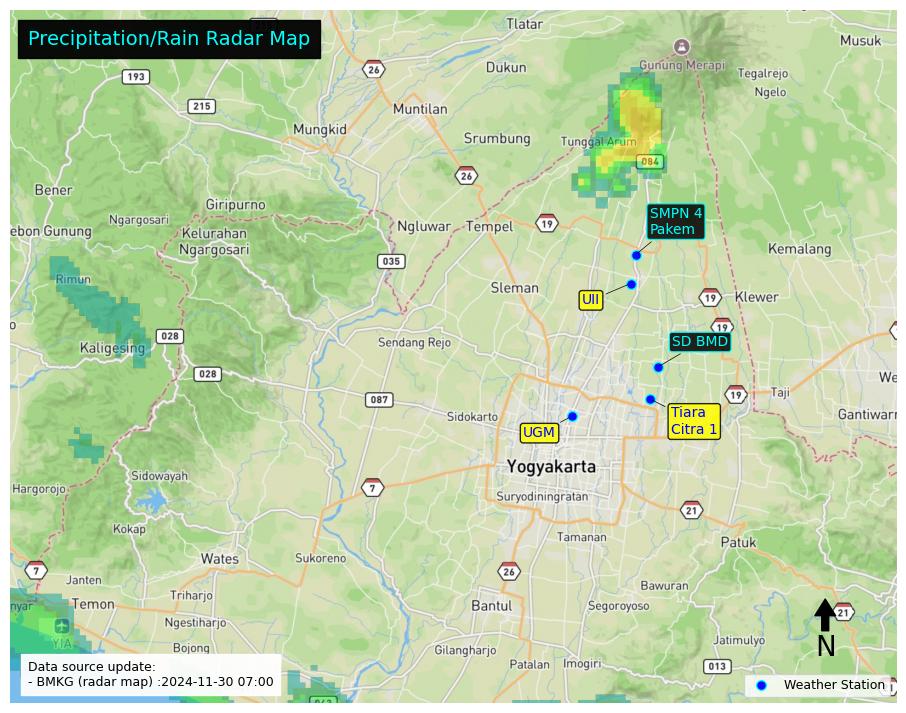 Precipitation/Rain Radar Map
Tlatar
Musuk
26
Gunung Merapi
Dukun
Tegalrejo
193
Ngelo
215
Muntilan
Mungkid
Srumbung
Tunggal Arum
084
26
Bener
Giripurno
Ngargosari
SMPN 4
Pakem
19
Ngluwar
Tempel
ebon Gunung
Kelurahan
Ngargosari
Kemalang
035
Rimun
Sleman
UII
19
Klewer
19
028
Sendang Rejo
SD BMD
Kaligesing
028
We
087
19
Taji
Sidokarto
Tiara
Citra 1
Gantiwarn
UGM
Yogyakarta
Sidowayah
Hargorojo
7
Suryodiningratan
21
Kokap
Tamanan
Patuk
Wates
Sukoreno
7
26
Janten
Bawuran
Triharjo
nyar
Temon
Bantul
Segoroyoso
21
Ngestiharjo
YIA
N
Jatimulyo
Bojong
Gilangharjo
Patalan
Imogiri
013
Data source update:
- BMKG (radar map) :2024-11-30 07:00
Weather Station